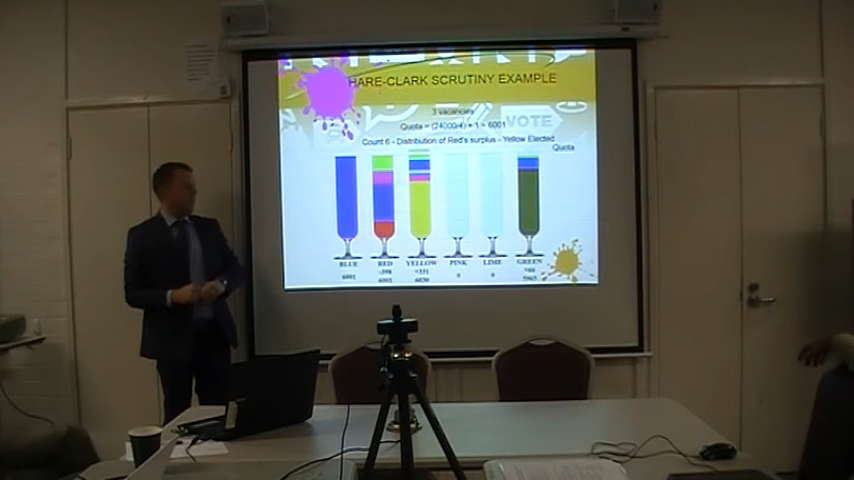 HARE-CLARK SCRUTINY EXAMPLE
3 vacancies
VOTE
Quota = (24000/4) + 1 = 6001
Count 6 - Distribution of Red's surplus - Yellow Elected
Quota
BLUE RED YELLOW PINK LIME GREEN
-398 +331 +66
6001 6001 6030 0 0 5965